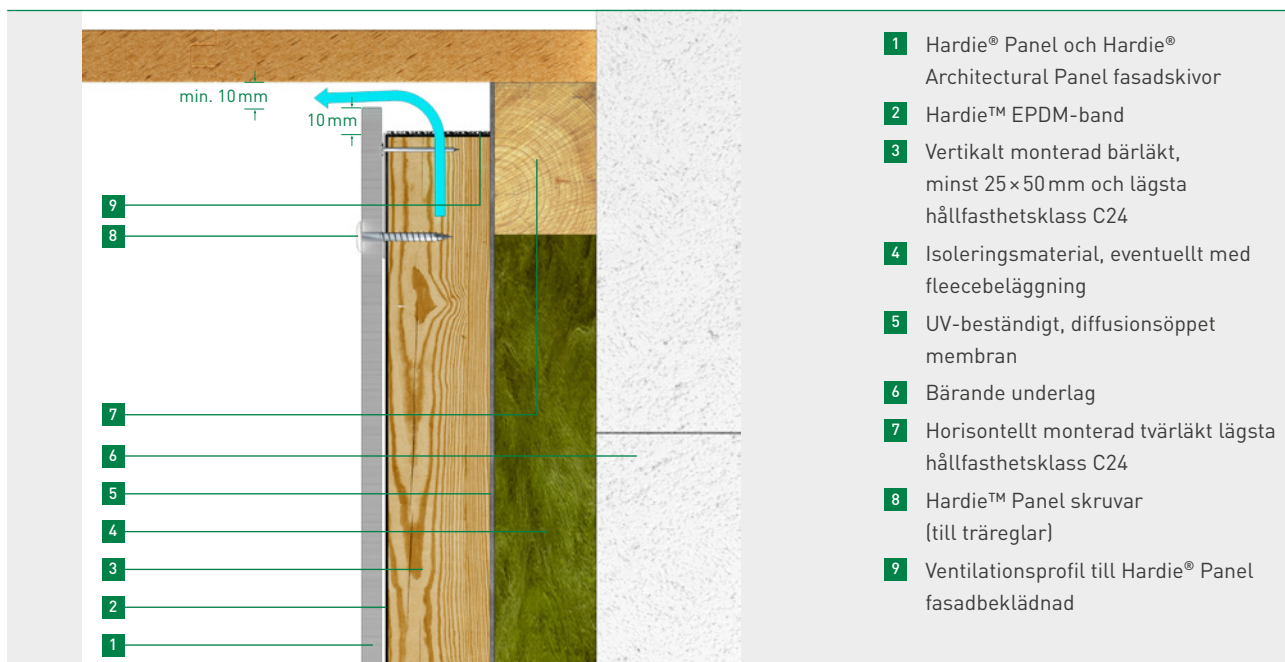 min. 10 mm
10 mm
9
8
7
6
5
4
3
2
1
1 Hardie® Panel och Hardie®
Architectural Panel fasadskivor
2 Hardie™ EPDM-band
3 Vertikalt monterad bärläkt,
minst 25 × 50 mm och lägsta
hållfasthetsklass C24
4 Isoleringsmaterial, eventuellt med
fleecebeläggning
5 UV-beständigt, diffusionsöppet
membran
6 Bärande underlag
7 Horisontellt monterad tvärläkt lägsta
hållfasthetsklass C24
8 Hardie™ Panel skruvar
(till träreglar)
9 Ventilationsprofil till Hardie® Panel
fasadbeklädnad